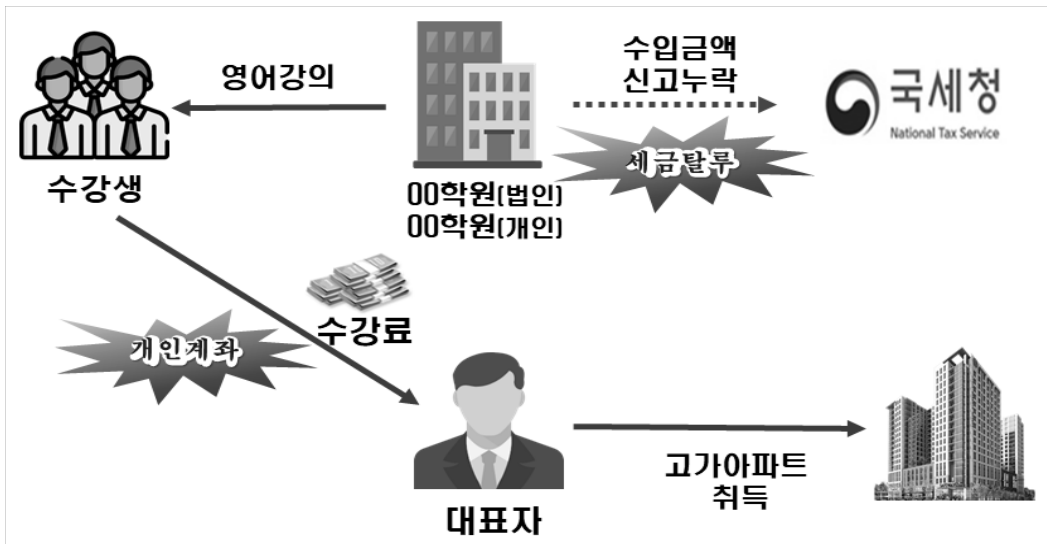 영어강의
수입금액
신고누락
국세청
National Tax Service
세금탈루
수강생
00학원(법인)
00학원(개인)
수강료
개인계좌
고가아파트
취득
대표자